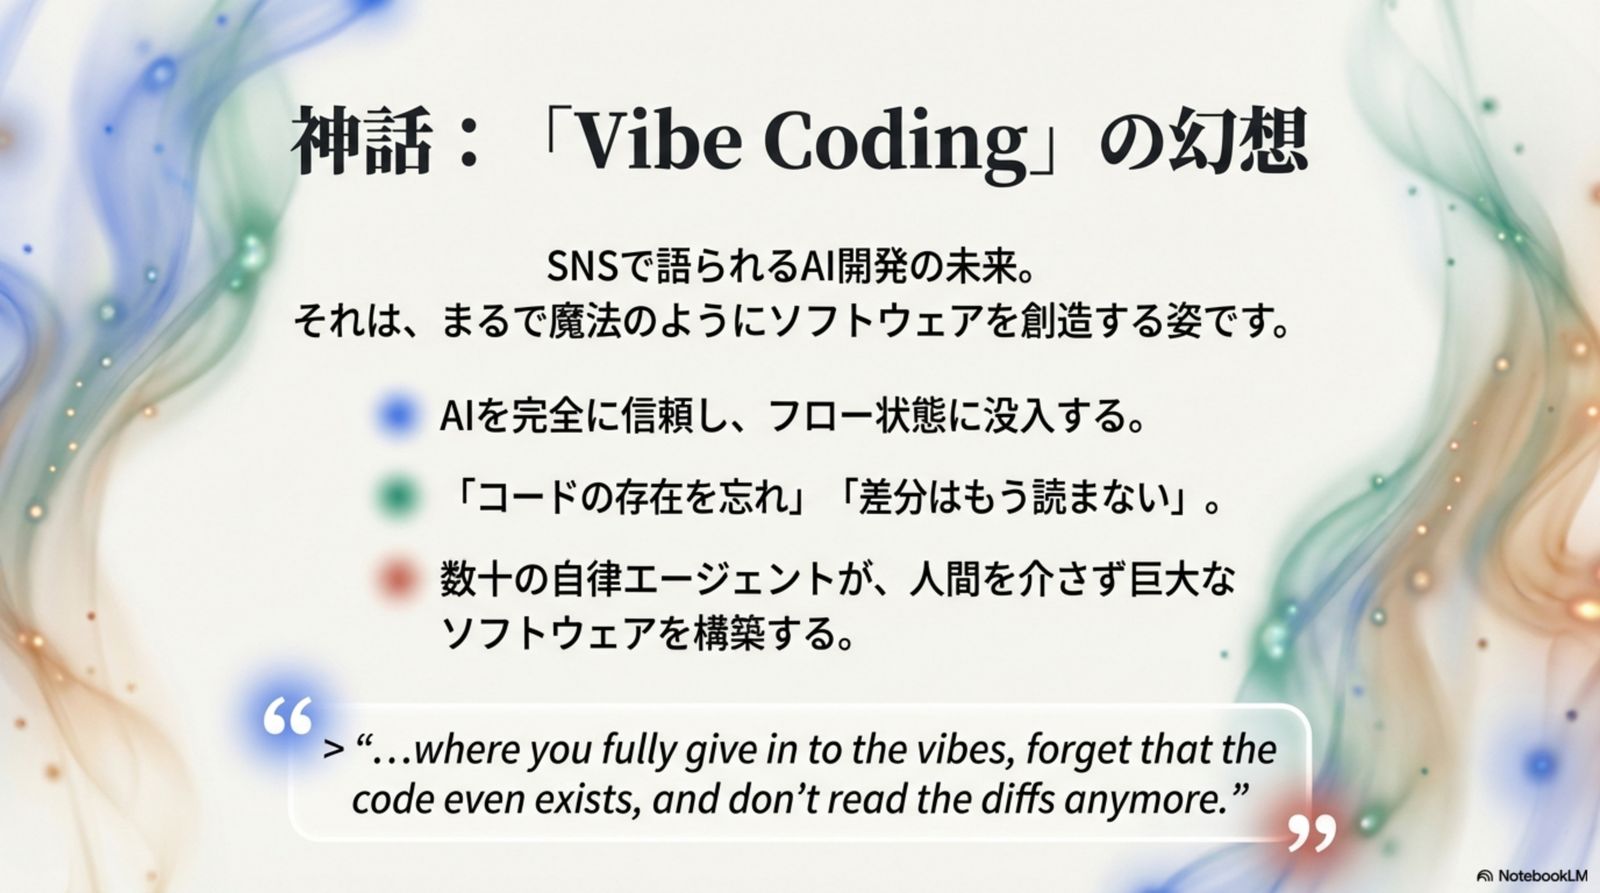 神話：「Vibe Coding」の幻想
SNSで語られるAI開発の未来。
それは、まるで魔法のようにソフトウェアを創造する姿です。
AIを完全に信頼し、フロー状態に没入する。
「コードの存在を忘れ」「差分はもう読まない」。
数十の自律エージェントが、人間を介さず巨大な
ソフトウェアを構築する。
“
> “…where you fully give in to the vibes, forget that the
code even exists, and don’t read the diffs anymore.”
”
NotebookLM